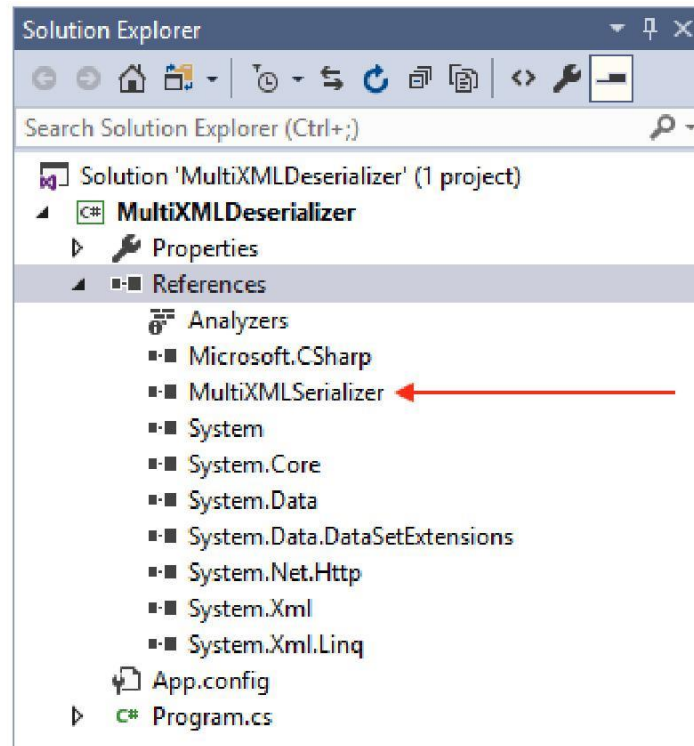 Solution Explorer
Search Solution Explorer (Ctrl+;)
Solution 'MultiXMLDeserializer' (1 project)
C# MultiXMLDeserializer
Properties
References
Analyzers
Microsoft.CSharp
MultiXMLSerializer
System
System.Core
System.Data
System.Data.DataSetExtensions
System.Net.Http
System.Xml
System.Xml.Linq
App.config
C# Program.cs